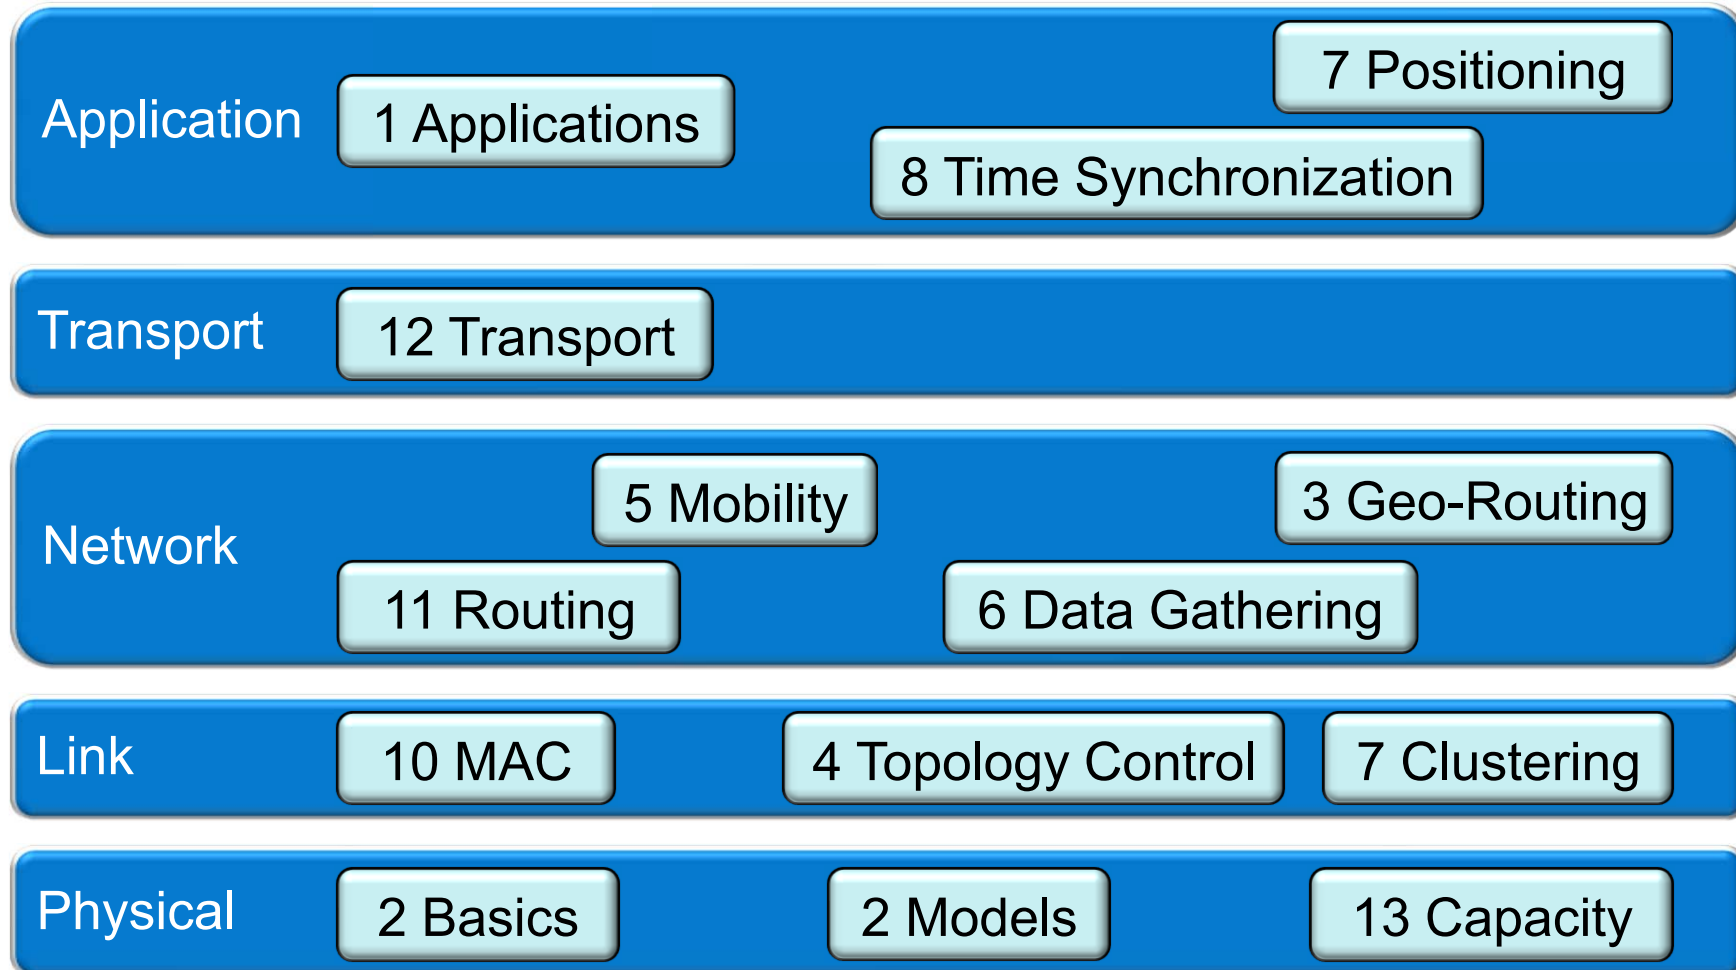 Application
1 Applications
7 Positioning
8 Time Synchronization
Transport
12 Transport
Network
5 Mobility
3 Geo-Routing
11 Routing
6 Data Gathering
Link
10 MAC
4 Topology Control
7 Clustering
Physical
2 Basics
2 Models
13 Capacity